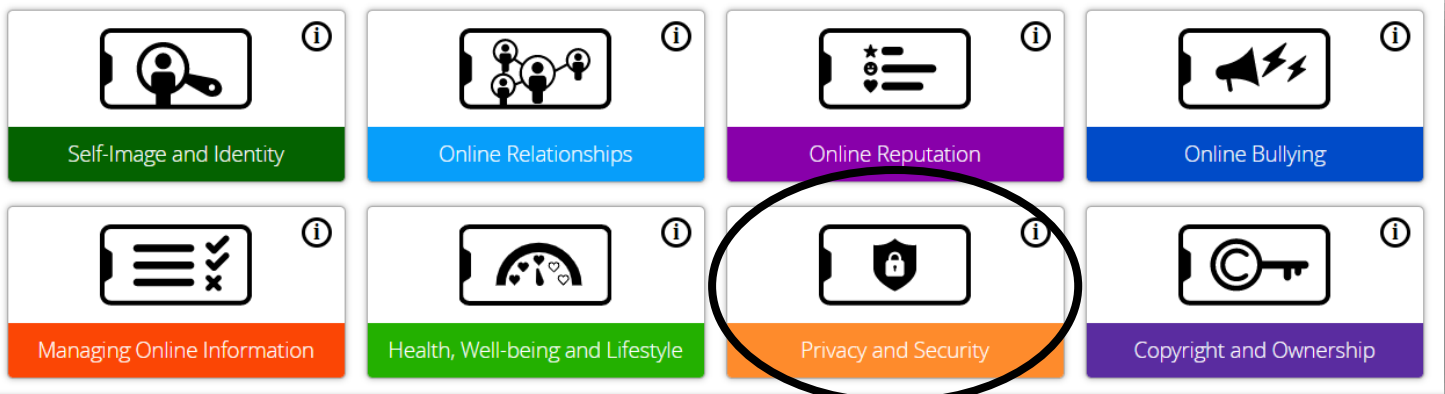 Self-Image and Identity
Online Relationships
Online Reputation
Online Bullying
Managing Online Information
Health, Well-being and Lifestyle
Privacy and Security
Copyright and Ownership